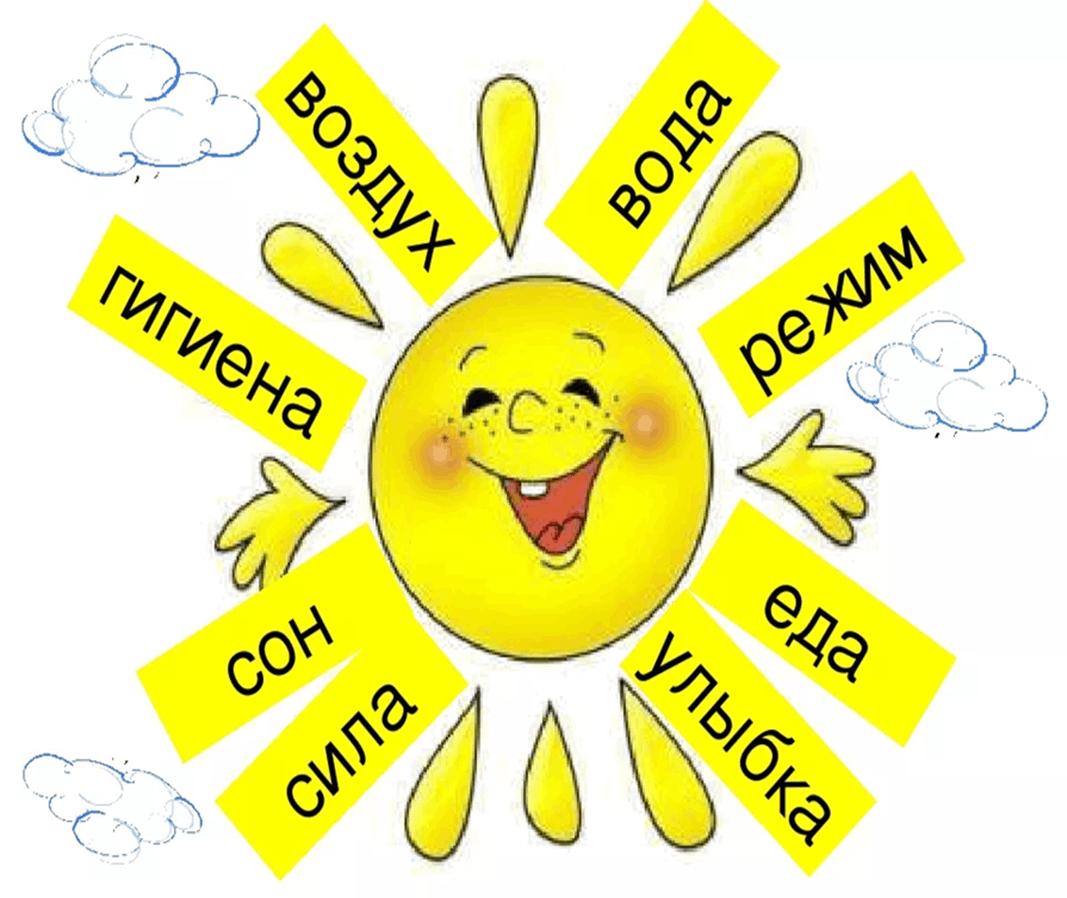 воздух
вода
режим
гигиена
еда
сон
улыбка
сила